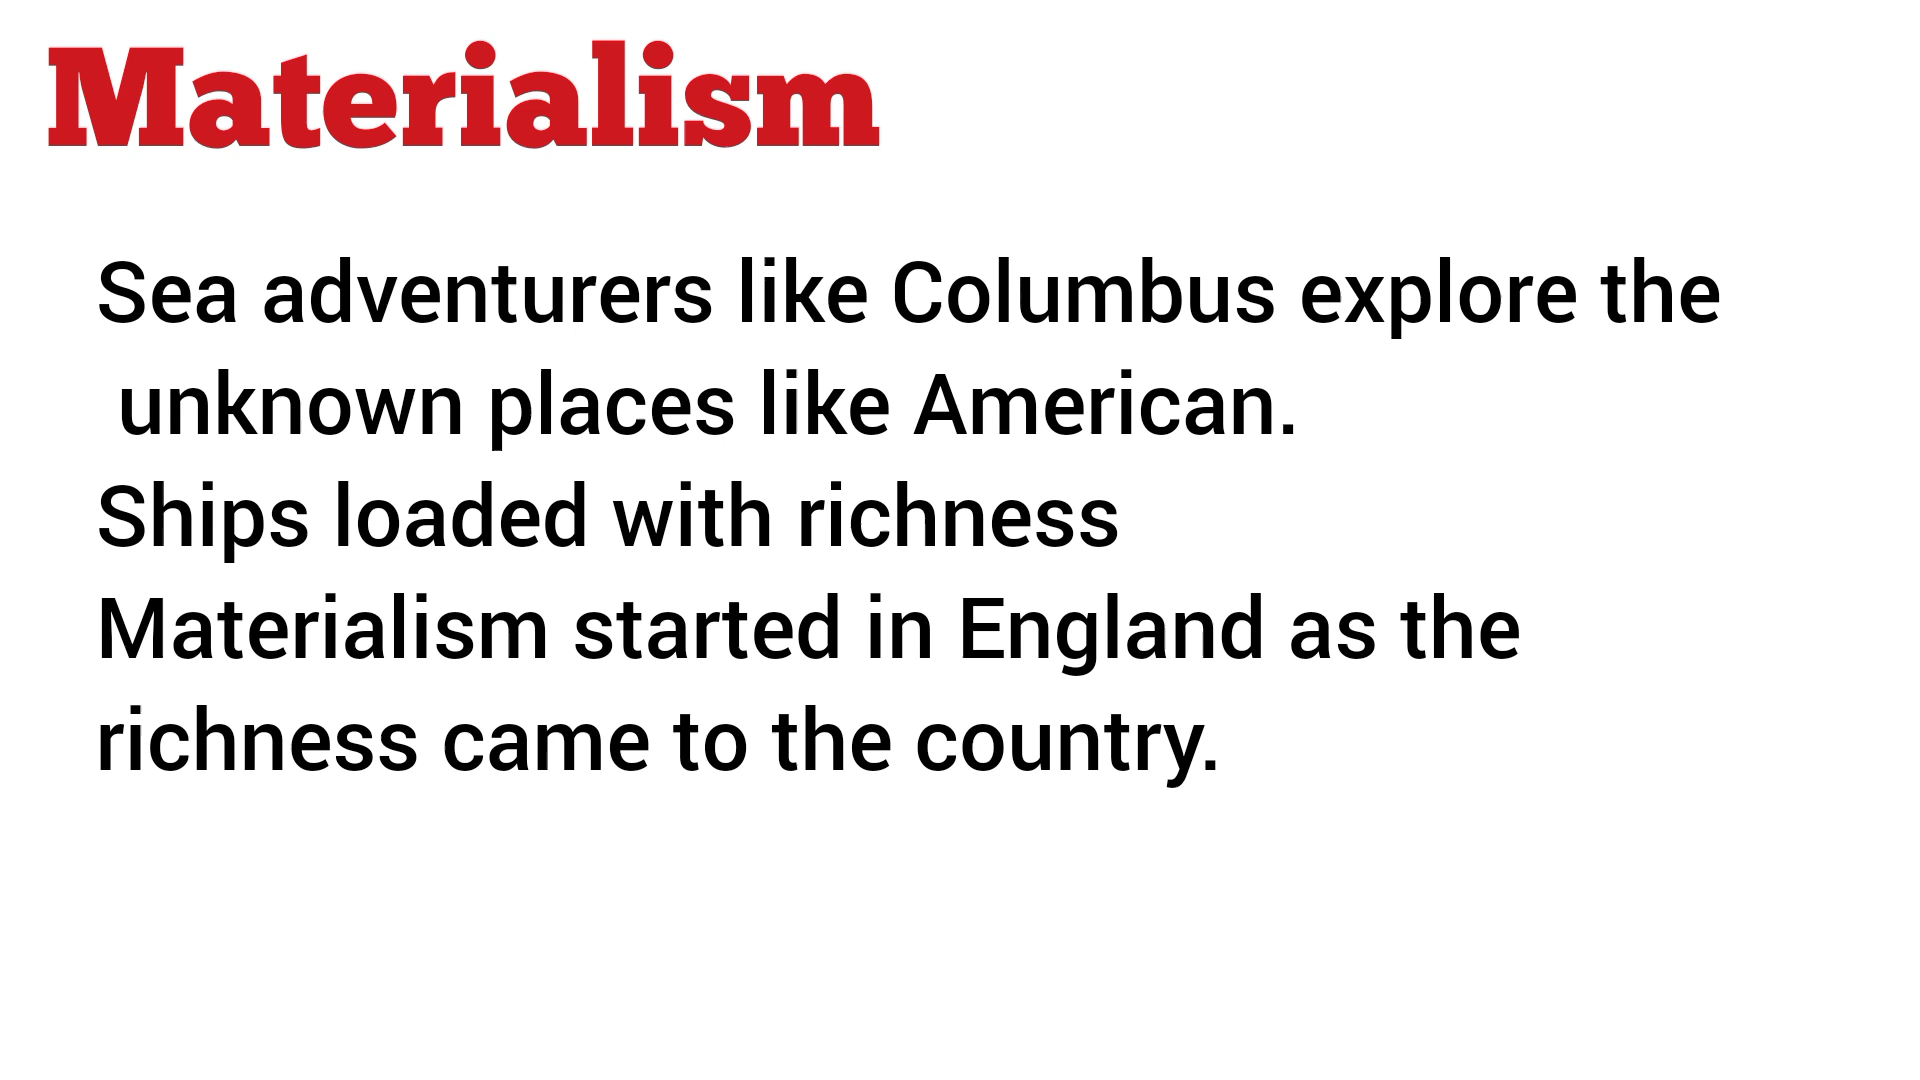 Materialism
Sea adventurers like Columbus explore the
unknown places like American.
Ships loaded with richness
Materialism started in England as the
richness came to the country.